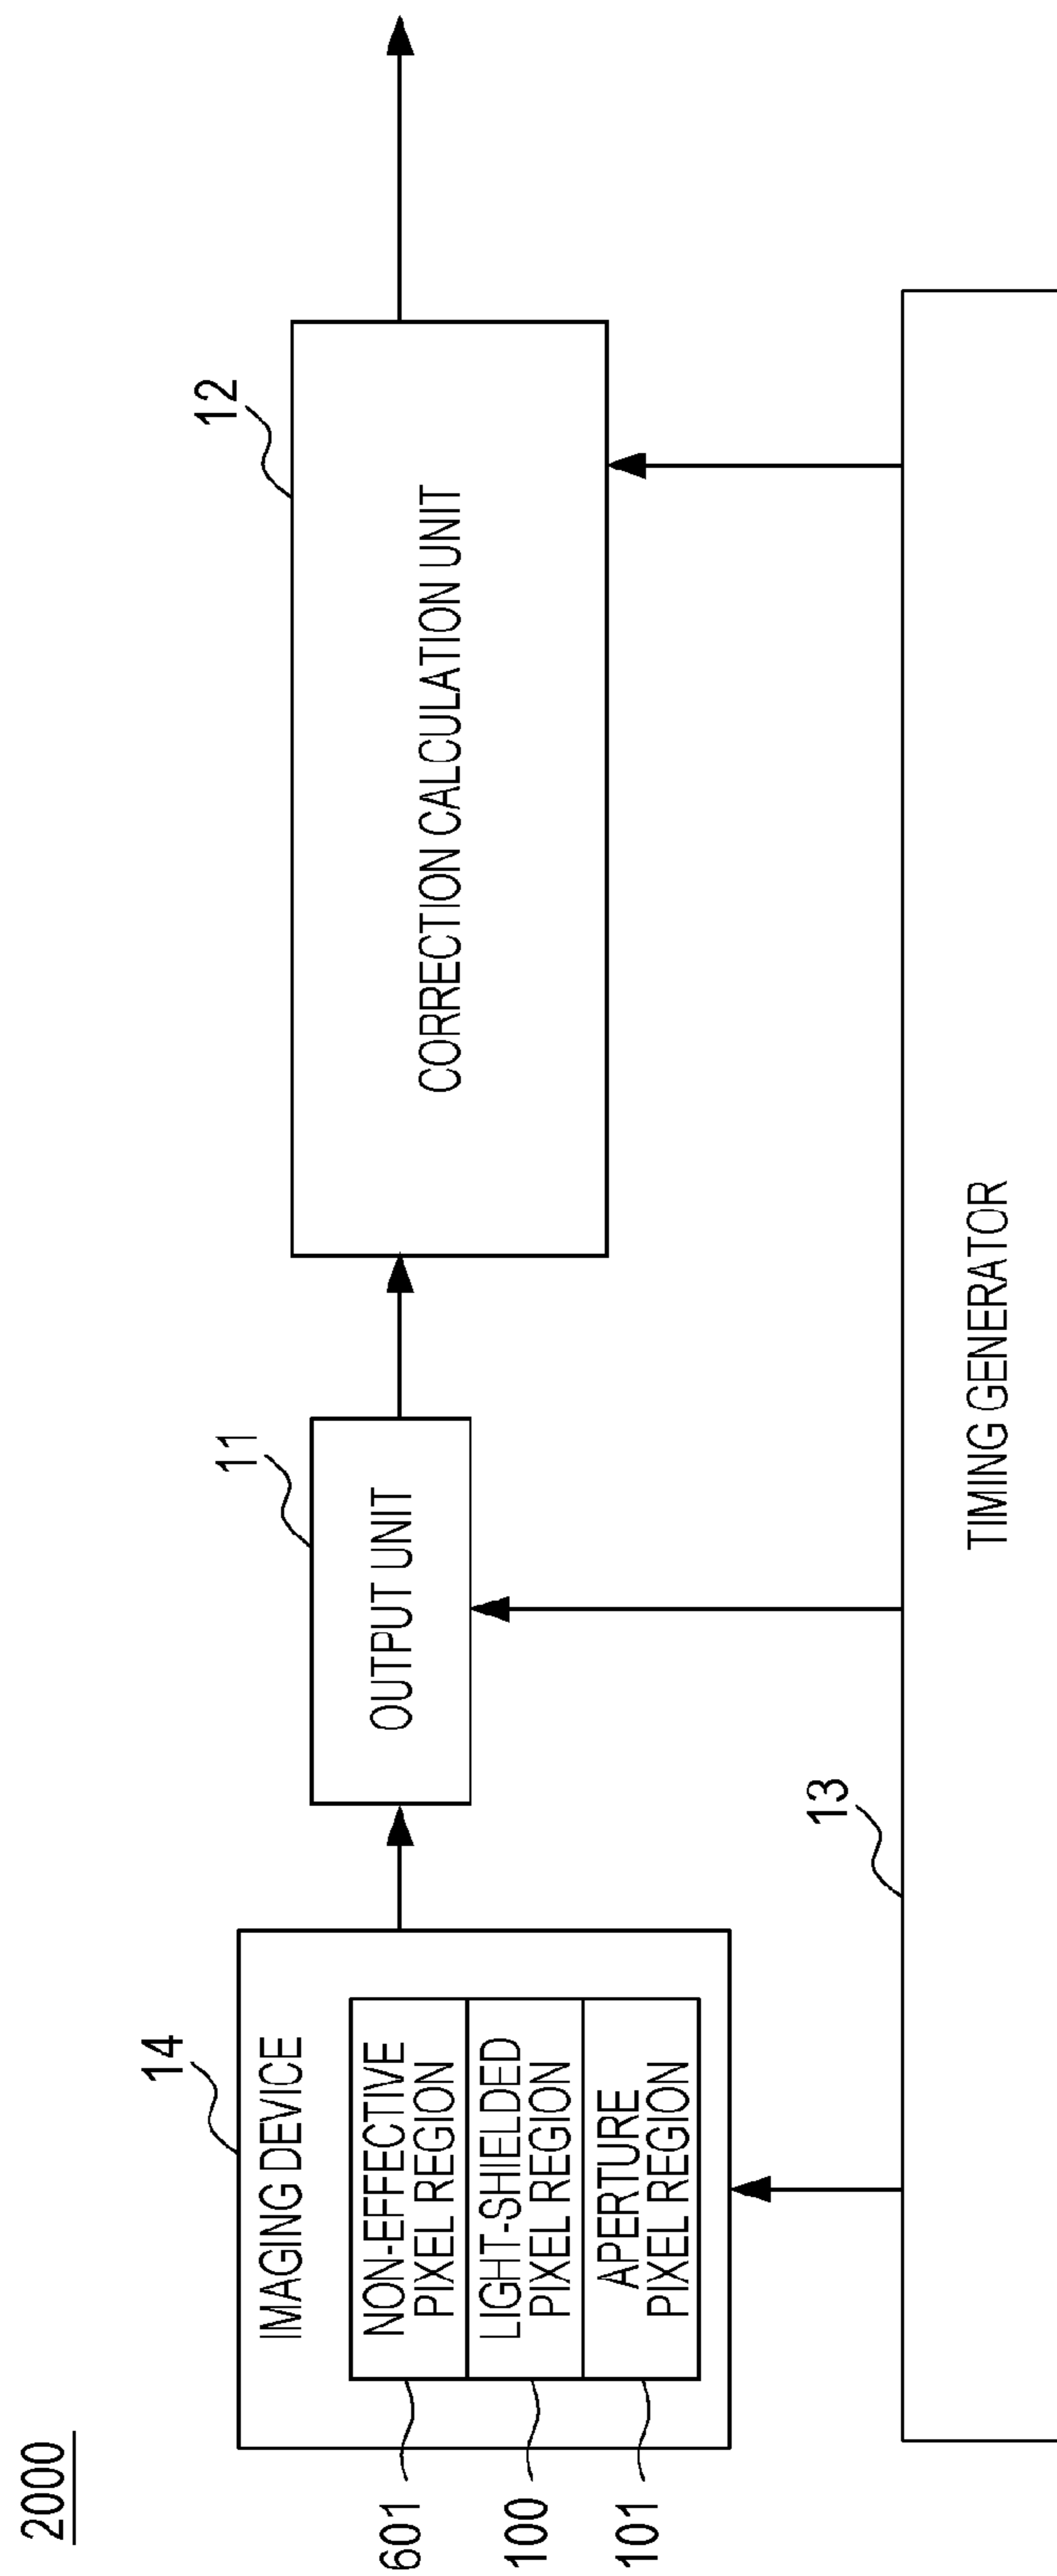 2000
14
IMAGING DEVICE
601
NON-EFFECTIVE
PIXEL REGION
100
LIGHT-SHIELDED
PIXEL REGION
101
APERTURE
PIXEL REGION
11
OUTPUT UNIT
12
CORRECTION CALCULATION UNIT
13
TIMING GENERATOR